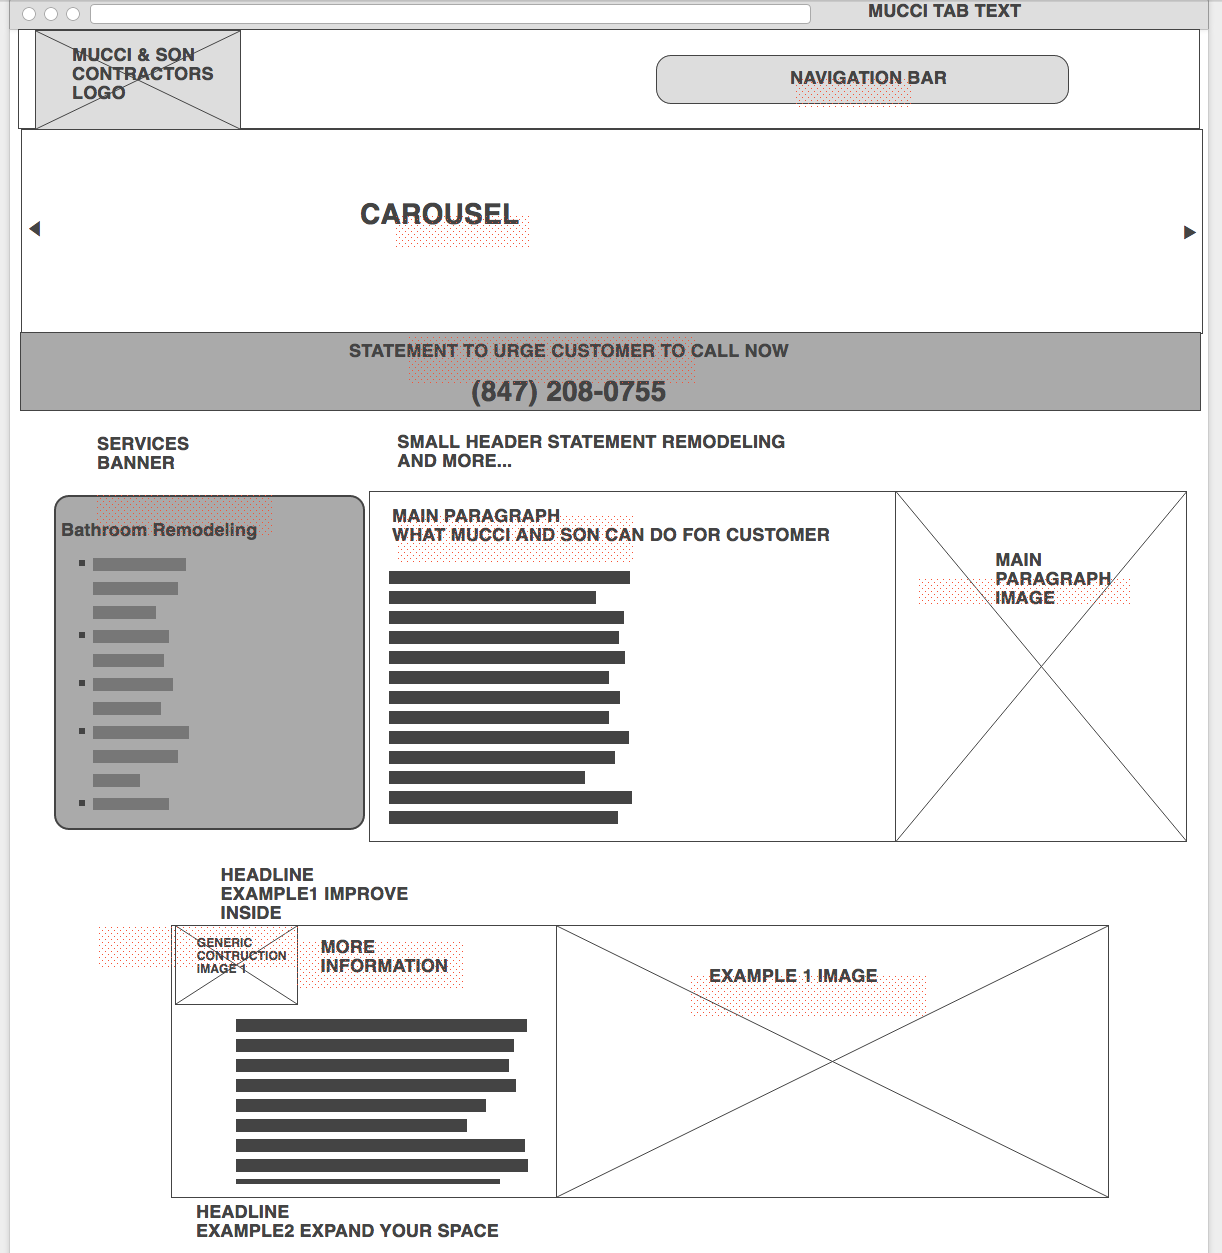 MUCCI TAB TEXT
MUCCI & SON
CONTRACTORS
LOGO
NAVIGATION BAR
CAROUSEL
STATEMENT TO URGE CUSTOMER TO CALL NOW
(847) 208-0755
SERVICES
BANNER
SMALL HEADER STATEMENT REMODELING
AND MORE...
Bathroom Remodeling
MAIN PARAGRAPH
WHAT MUCCI AND SON CAN DO FOR CUSTOMER
MAIN
PARAGRAPH
IMAGE
HEADLINE
EXAMPLE1 IMPROVE
INSIDE
GENERIC
CONTRUCTION
IMAGE 1
MORE
INFORMATION
EXAMPLE 1 IMAGE
HEADLINE
EXAMPLE2 EXPAND YOUR SPACE